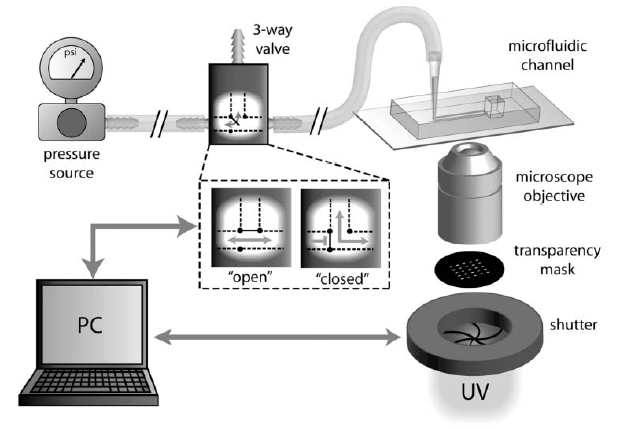 psi
3-way
valve
microfluidic
channel
pressure
source
microscope
objective
"open"
"closed"
transparency
mask
PC
shutter
UV